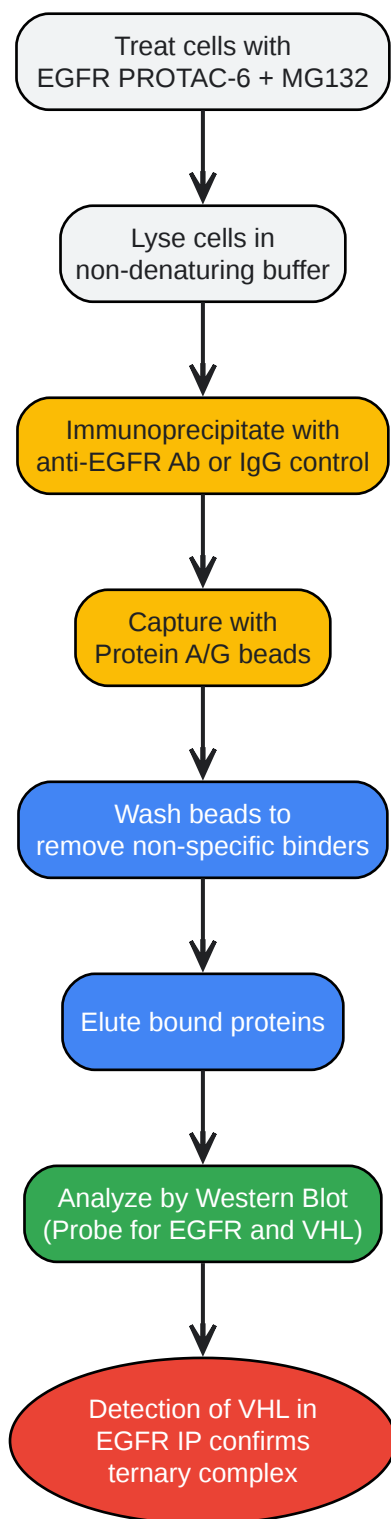 Treat cells with
EGFR PROTAC-6 + MG132
Lyse cells in
non-denaturing buffer
Immunoprecipitate with
anti-EGFR Ab or IgG control
Capture with
Protein A/G beads
Wash beads to
remove non-specific binders
Elute bound proteins
Analyze by Western Blot
(Probe for EGFR and VHL)
Detection of VHL in
EGFR IP confirms
ternary complex